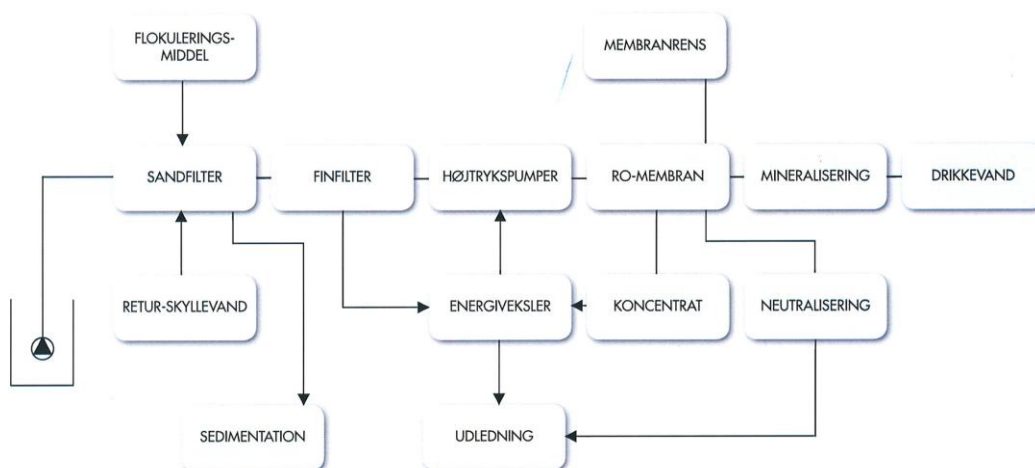 FLOKULERINGS-
MIDDEL
MEMBRANRENS
SANDFILTER
FINFILTER
HØJTRYKSPUMPER
RO-MEMBRAN
MINERALISERING
DRIKKEVAND
RETUR-SKYLLEVAND
ENERGIVEKSLER
KONCENTRAT
NEUTRALISERING
SEDIMENTATION
UDLEDNING